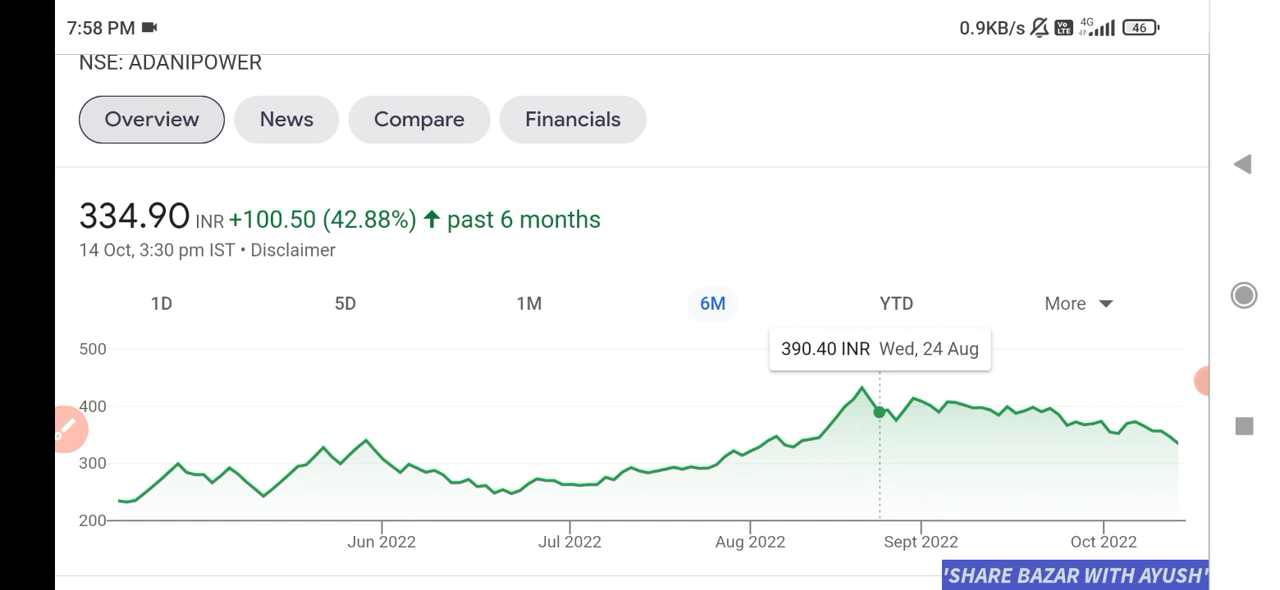 7:58 PM 0.9KB/s Vo LTE 4G 46
NSE: ADANIPOWER
Overview News Compare Financials
334.90 INR +100.50 (42.88%) ↑ past 6 months
14 Oct, 3:30 pm IST • Disclaimer
1D 5D 1M 6M YTD More
390.40 INR Wed, 24 Aug
500
400
300
200
Jun 2022 Jul 2022 Aug 2022 Sept 2022 Oct 2022
'SHARE BAZAR WITH AYUSH'